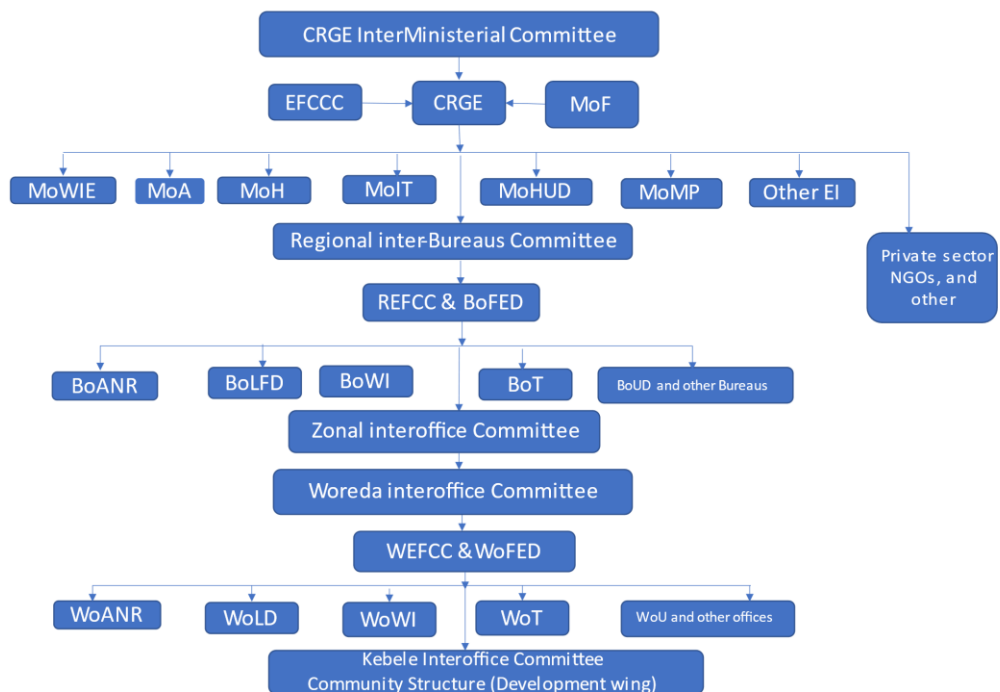 CRGE InterMinisterial Committee
EFCCC
CRGE
MoF
MoWIE
MoA
MoH
MoIT
MoHUD
MoMP
Other EI
Regional inter-Bureaus Committee
Private sector
NGOs, and
other
REFCC & BoFED
BoANR
BoLFD
BoWI
BoT
BoUD and other Bureaus
Zonal interoffice Committee
Woreda interoffice Committee
WEFCC & WoFED
WoANR
WoLD
WoWI
WoT
WoU and other offices
Kebele Interoffice Committee
Community Structure (Development wing)